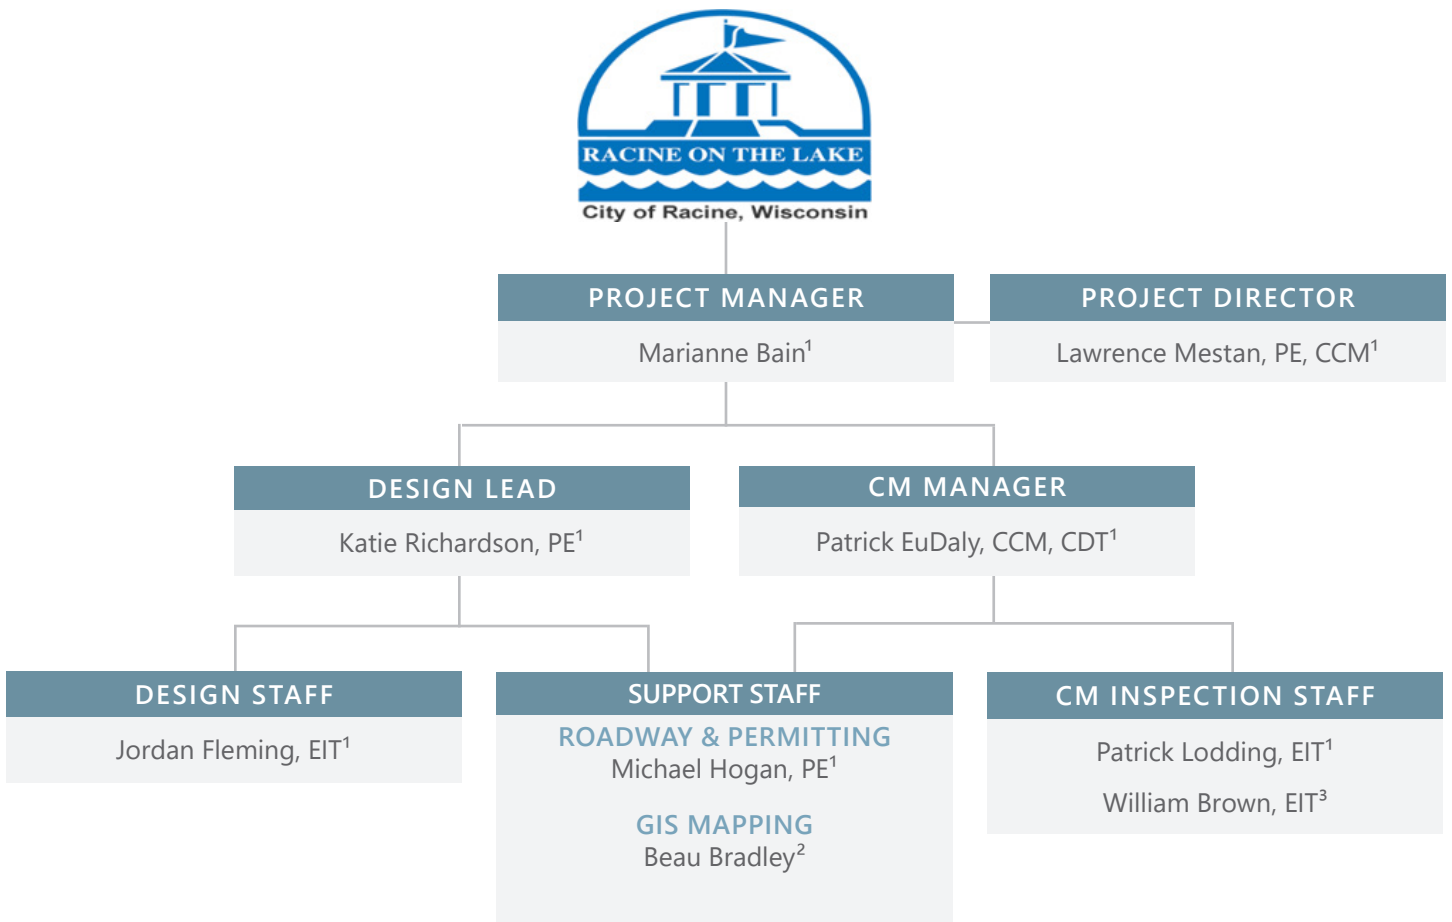 RACINE ON THE LAKE
City of Racine, Wisconsin
PROJECT MANAGER
Marianne Bain¹
PROJECT DIRECTOR
Lawrence Mestan, PE, CCM¹
DESIGN LEAD
Katie Richardson, PE¹
CM MANAGER
Patrick EuDaly, CCM, CDT¹
DESIGN STAFF
Jordan Fleming, EIT¹
SUPPORT STAFF
ROADWAY & PERMITTING
Michael Hogan, PE¹
GIS MAPPING
Beau Bradley²
CM INSPECTION STAFF
Patrick Lodding, EIT¹
William Brown, EIT³